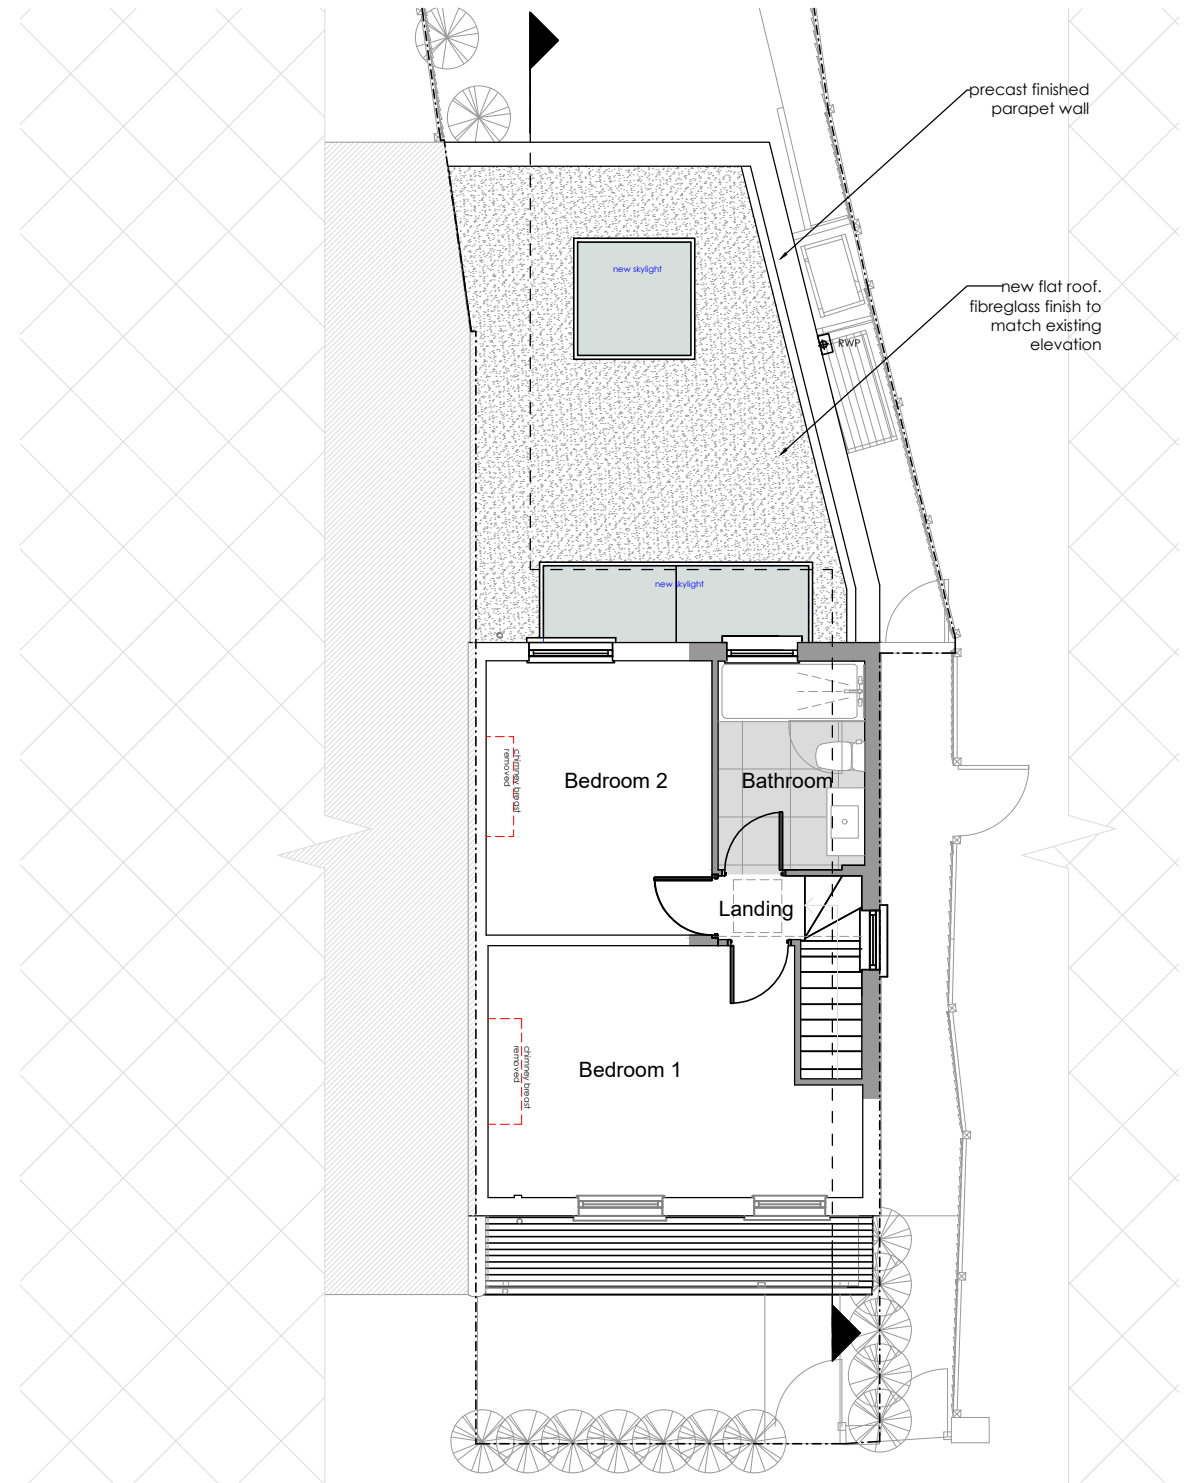 precast finished
parapet wall
new skylight
new flat roof.
fibreglass finish to
match existing
elevation
RWP
new skylight
chimney breast
removed
Bedroom 2
Bathroom
Landing
chimney breast
removed
Bedroom 1